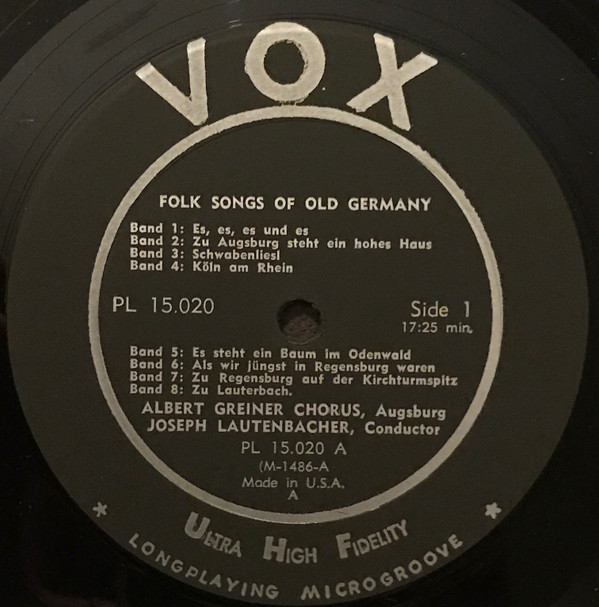 VOX
FOLK SONGS OF OLD GERMANY
Band 1: Es, es, es und es
Band 2: Zu Augsburg steht ein hohes Haus
Band 3: Schwabenliesl
Band 4: Köln am Rhein
PL 15.020
Side 1
17:25 min.
Band 5: Es steht ein Baum im Odenwald
Band 6: Als wir jüngst in Regensburg waren
Band 7: Zu Regensburg auf der Kirchturmspitz
Band 8: Zu Lauterbach.
ALBERT GREINER CHORUS, Augsburg
JOSEPH LAUTENBACHER, Conductor
PL 15.020 A
(M-1486-A
Made in U.S.A.
A
* ULTRA HIGH FIDELITY *
LONGPLAYING MICROGROOVE